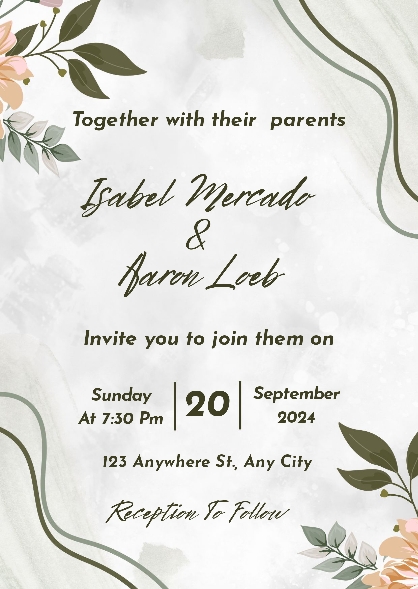 Together with their parents
Isabel Mercado
&
Aaron Loeb
Invite you to join them on
Sunday
At 7:30 Pm
20
September
2024
123 Anywhere St., Any City
Reception To Follow